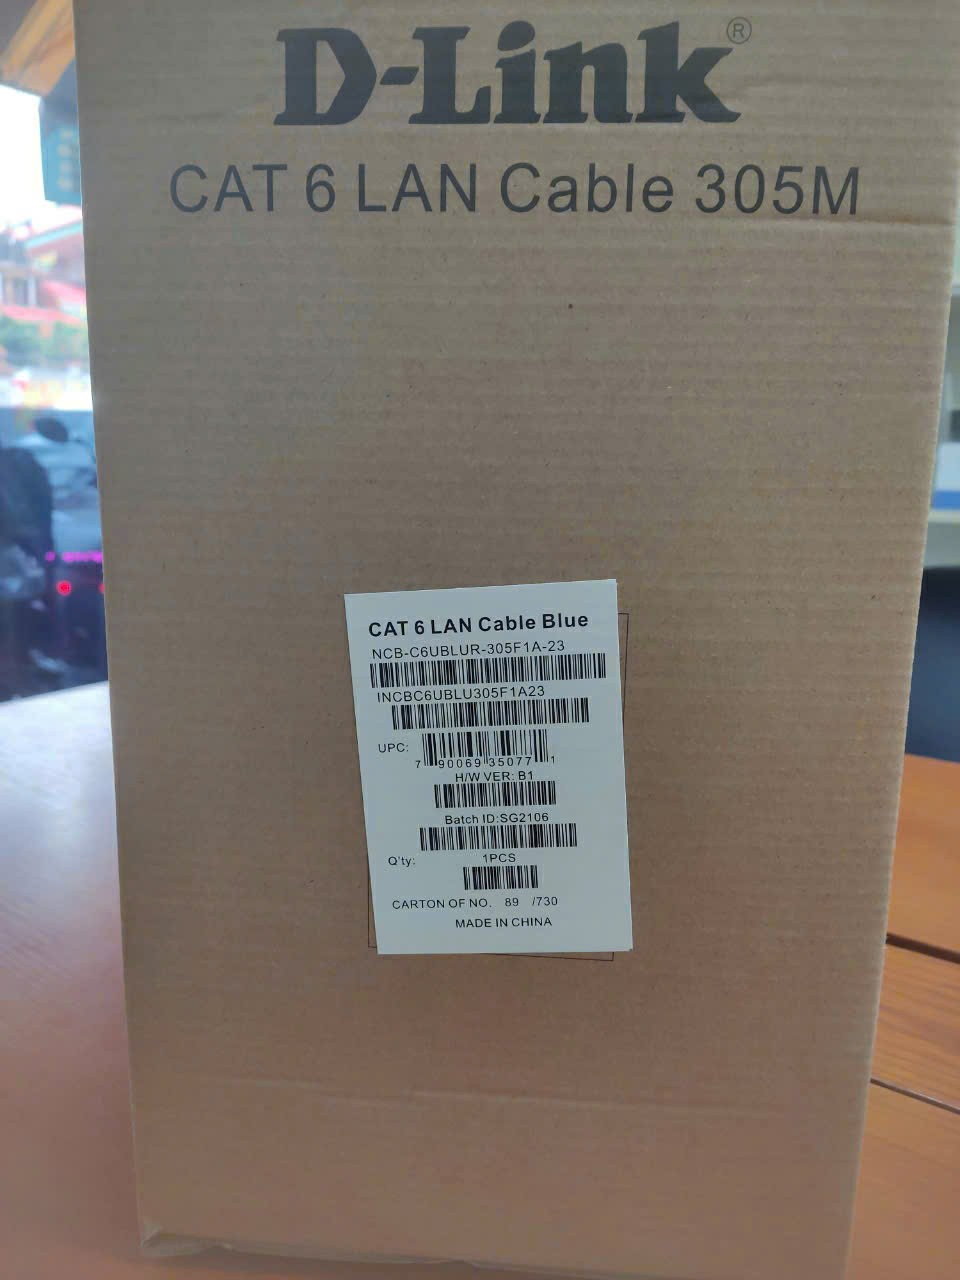 D-Link®
CAT 6 LAN Cable 305M
CAT 6 LAN Cable Blue
NCB-C6UBLUR-305F1A-23
INCBC6UBLU305F1A23
UPC:
7 90069 35077 1
H/W VER: B1
Batch ID:SG2106
Q'ty: 1PCS
CARTON OF NO. 89 /730
MADE IN CHINA